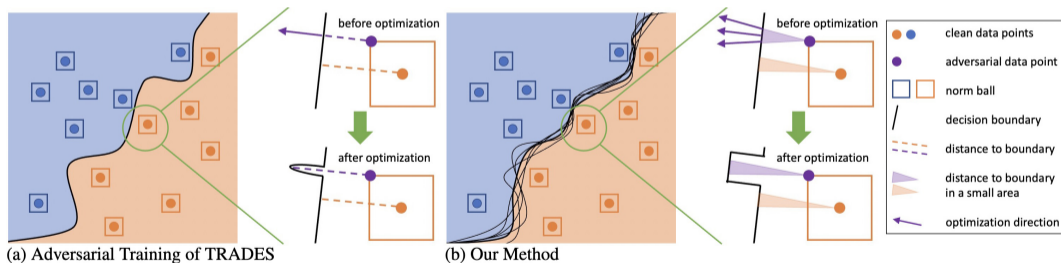 before optimization
after optimization
(a) Adversarial Training of TRADES
before optimization
after optimization
(b) Our Method
clean data points
adversarial data point
norm ball
decision boundary
distance to boundary
distance to boundary
in a small area
optimization direction